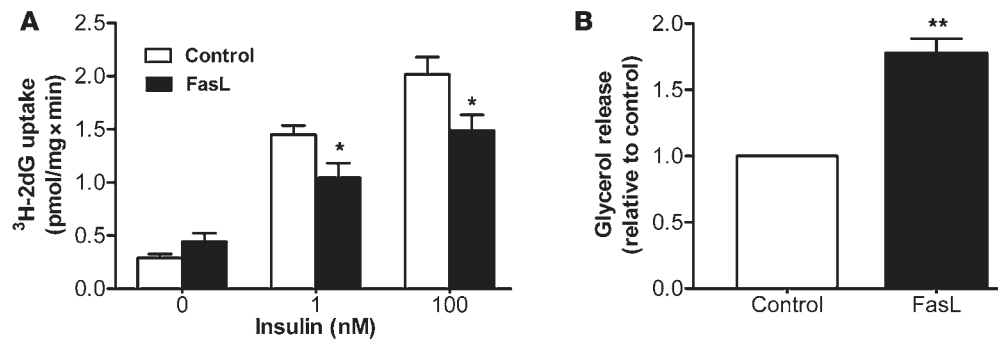 A
2.5
2.0
1.5
1.0
0.5
0.0
³H-2dG uptake
(pmol/mg×min)
Control
FasL
*
*
0
1
100
Insulin (nM)
B
2.0
1.5
1.0
0.5
0.0
Glycerol release
(relative to control)
**
Control
FasL